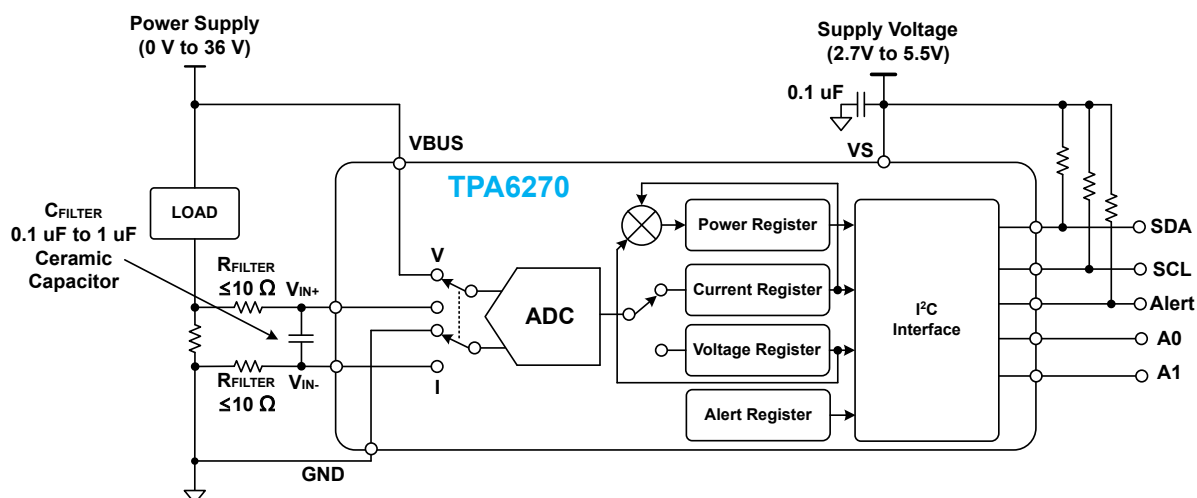 Power Supply
(0 V to 36 V)
Supply Voltage
(2.7V to 5.5V)
0.1 uF
VBUS
VS
TPA6270
LOAD
CFILTER
0.1 uF to 1 uF
Ceramic
Capacitor
RFILTER
≤10 Ω
VIN+
V
ADC
Power Register
Current Register
Voltage Register
Alert Register
I²C
Interface
SDA
SCL
Alert
A0
A1
RFILTER
≤10 Ω
VIN-
I
GND